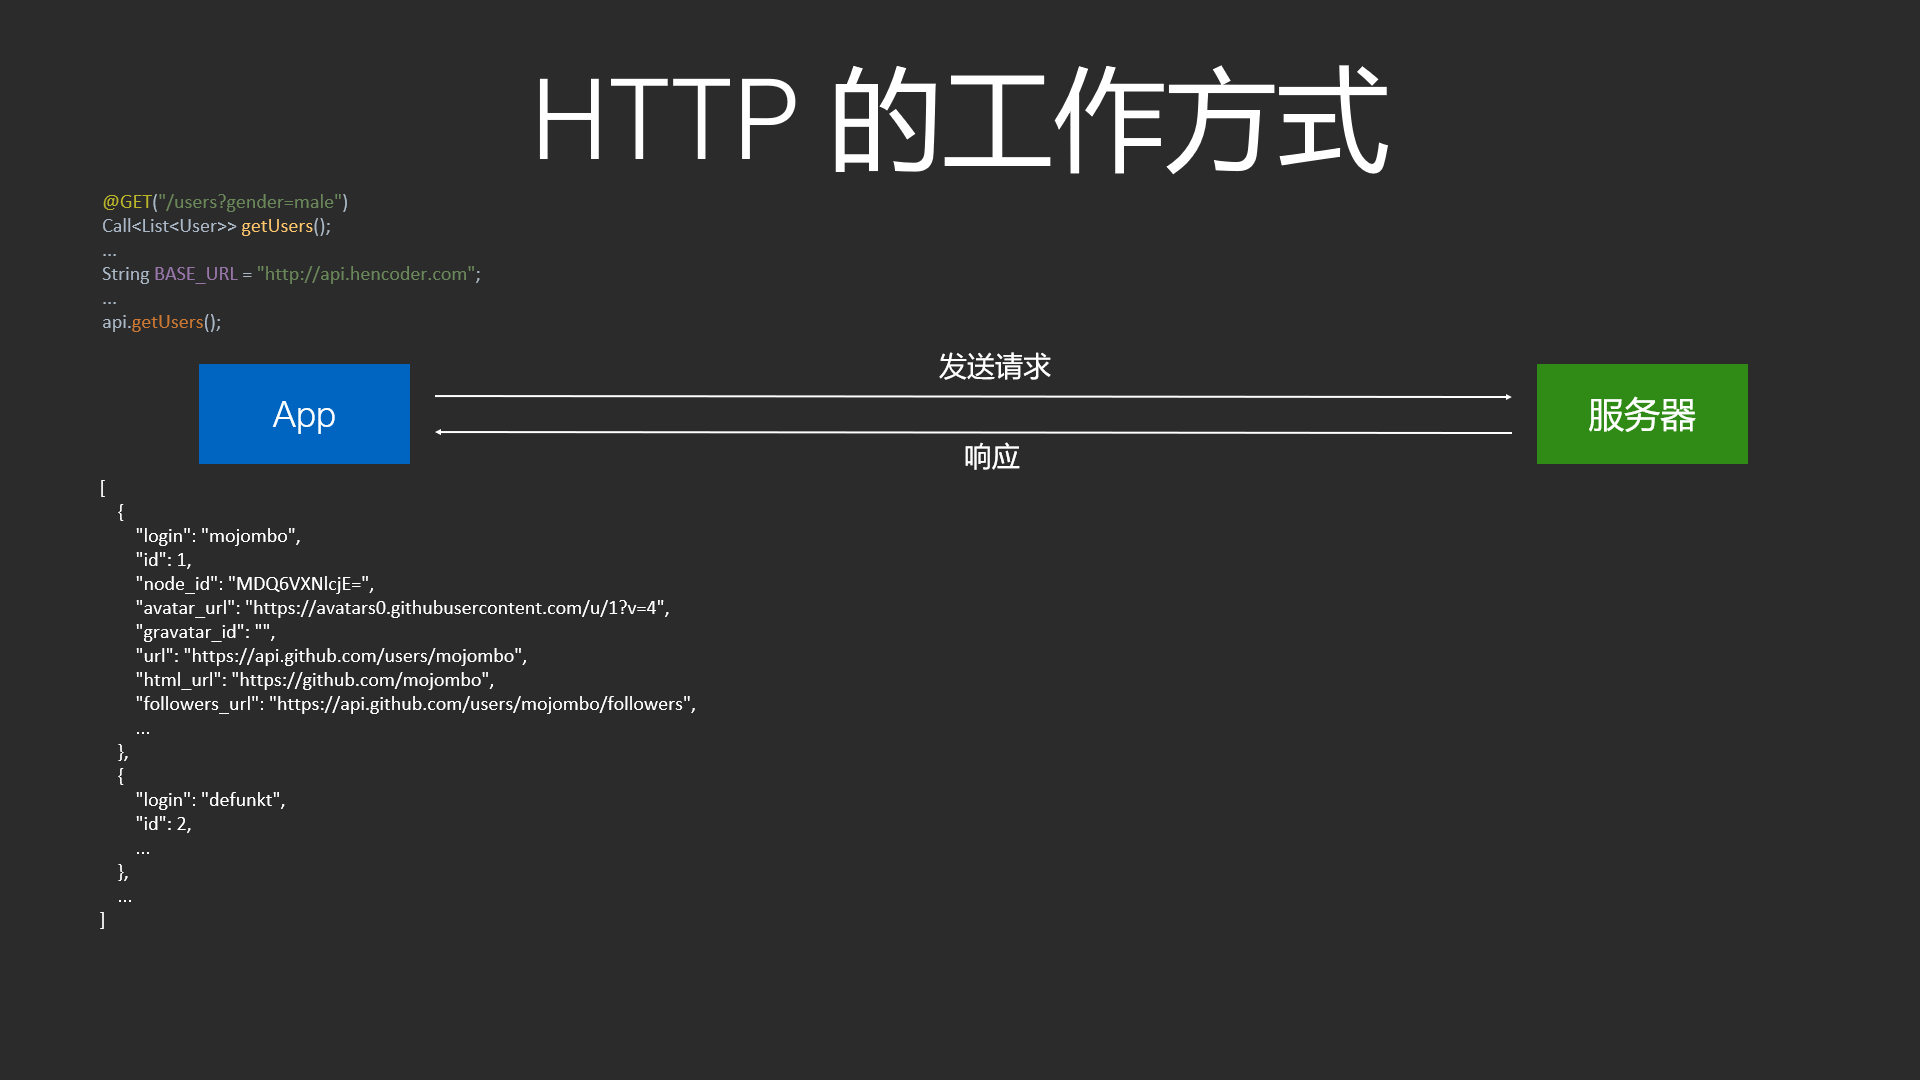 HTTP 的工作方式
@GET("/users?gender=male")
Call<List<User>> getUsers();
...
String BASE_URL = "http://api.hencoder.com";
...
api.getUsers();
发送请求
App
服务器
响应
[
    {
        "login": "mojombo",
        "id": 1,
        "node_id": "MDQ6VXNlcjE=",
        "avatar_url": "https://avatars0.githubusercontent.com/u/1?v=4",
        "gravatar_id": "",
        "url": "https://api.github.com/users/mojombo",
        "html_url": "https://github.com/mojombo",
        "followers_url": "https://api.github.com/users/mojombo/followers",
        ...
    },
    {
        "login": "defunkt",
        "id": 2,
        ...
    },
    ...
]